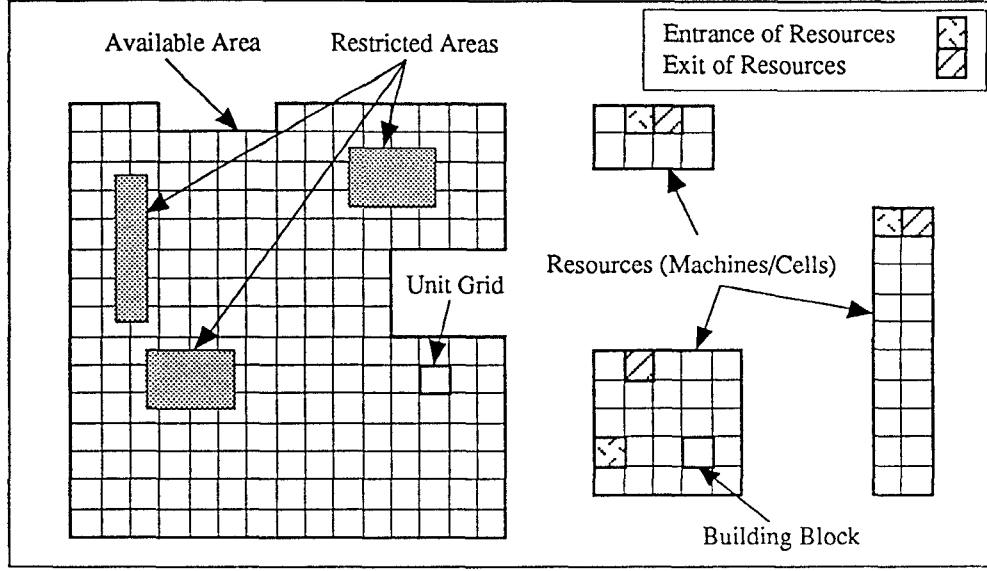 Available Area
Restricted Areas
Entrance of Resources
Exit of Resources
Unit Grid
Resources (Machines/Cells)
Building Block